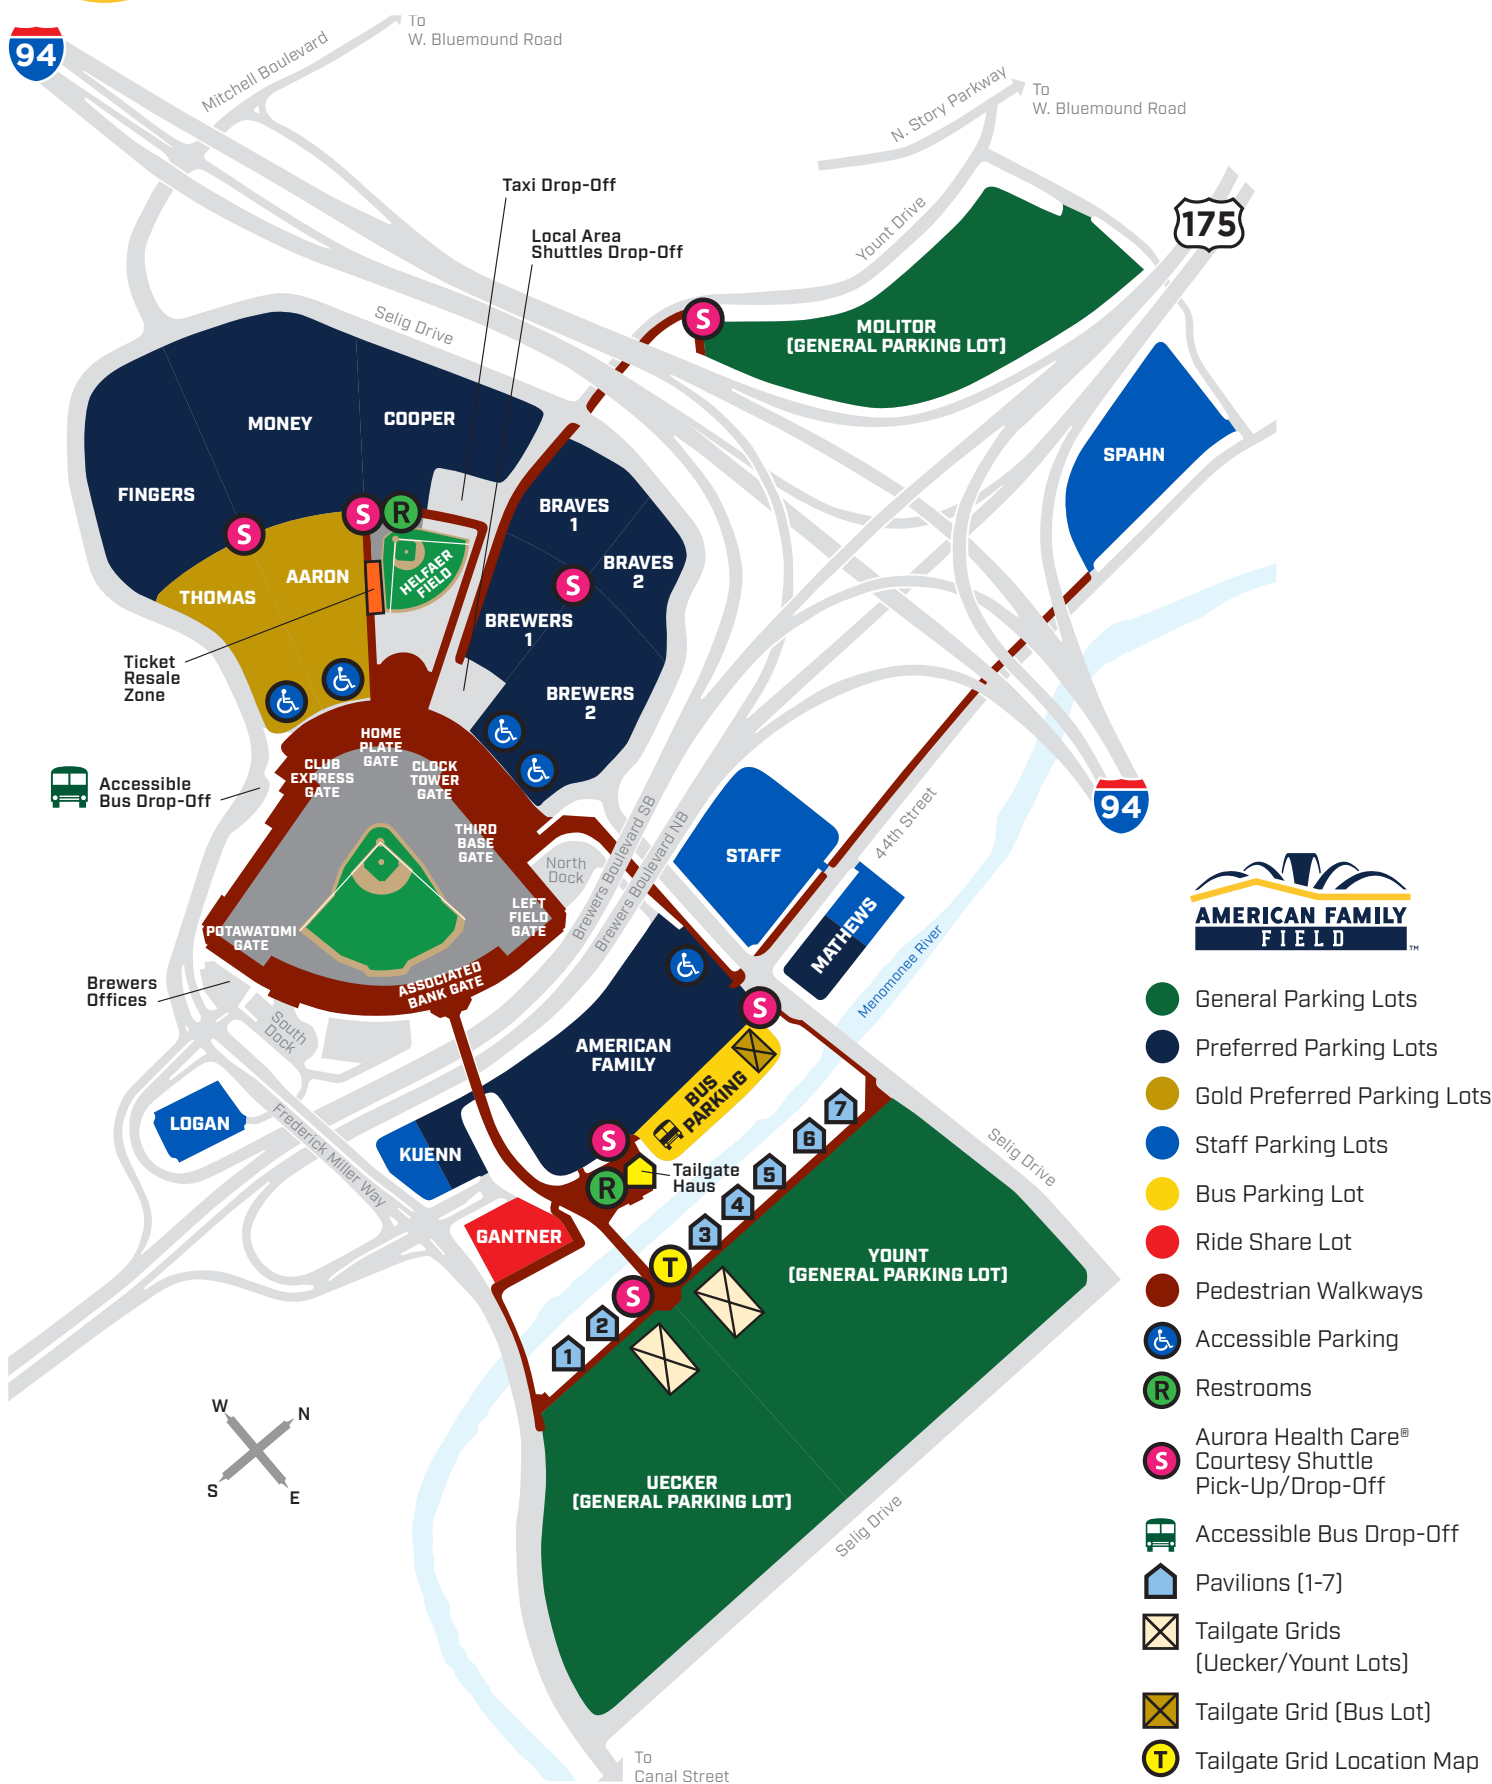 94
Mitchell Boulevard
To
W. Bluemound Road
N. Story Parkway
To
W. Bluemound Road
175
Taxi Drop-Off
Local Area
Shuttles Drop-Off
Yount Drive
Selig Drive
S
MOLITOR
(GENERAL PARKING LOT)
SPAHN
MONEY
COOPER
FINGERS
BRAVES
1
BRAVES
2
S
S
R
S
HELFAER
FIELD
AARON
THOMAS
BREWERS
1
BREWERS
2
Ticket
Resale
Zone
HOME
PLATE
GATE
CLUB
EXPRESS
GATE
CLOCK
TOWER
GATE
THIRD
BASE
GATE
LEFT
FIELD
GATE
POTAWATOMI
GATE
ASSOCIATED
BANK GATE
Accessible
Bus Drop-Off
North
Dock
Brewers Boulevard SB
Brewers Boulevard NB
STAFF
44th Street
94
MATHEWS
Menomonee River
Brewers
Offices
South
Dock
S
AMERICAN
FAMILY
BUS
PARKING
LOGAN
Frederick Miller Way
KUENN
S
R
Tailgate
Haus
7
6
5
4
3
2
1
Selig Drive
GANTNER
T
S
YOUNT
(GENERAL PARKING LOT)
UECKER
(GENERAL PARKING LOT)
Selig Drive
W
N
S
E
To
Canal Street
AMERICAN FAMILY
FIELD ™
General Parking Lots
Preferred Parking Lots
Gold Preferred Parking Lots
Staff Parking Lots
Bus Parking Lot
Ride Share Lot
Pedestrian Walkways
Accessible Parking
R Restrooms
Aurora Health Care®
S Courtesy Shuttle
Pick-Up/Drop-Off
Accessible Bus Drop-Off
Pavilions (1-7)
Tailgate Grids
(Uecker/Yount Lots)
Tailgate Grid (Bus Lot)
T Tailgate Grid Location Map